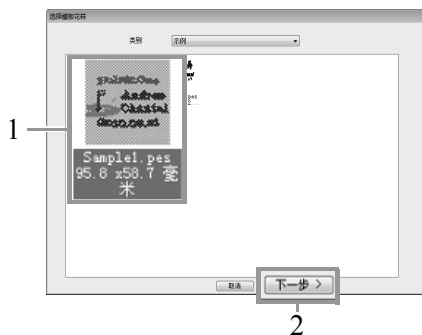 选择模板花样
类别
示例
Sample1.pes
95.8 x58.7 毫
米
pes
取消
下一步 >
1
2